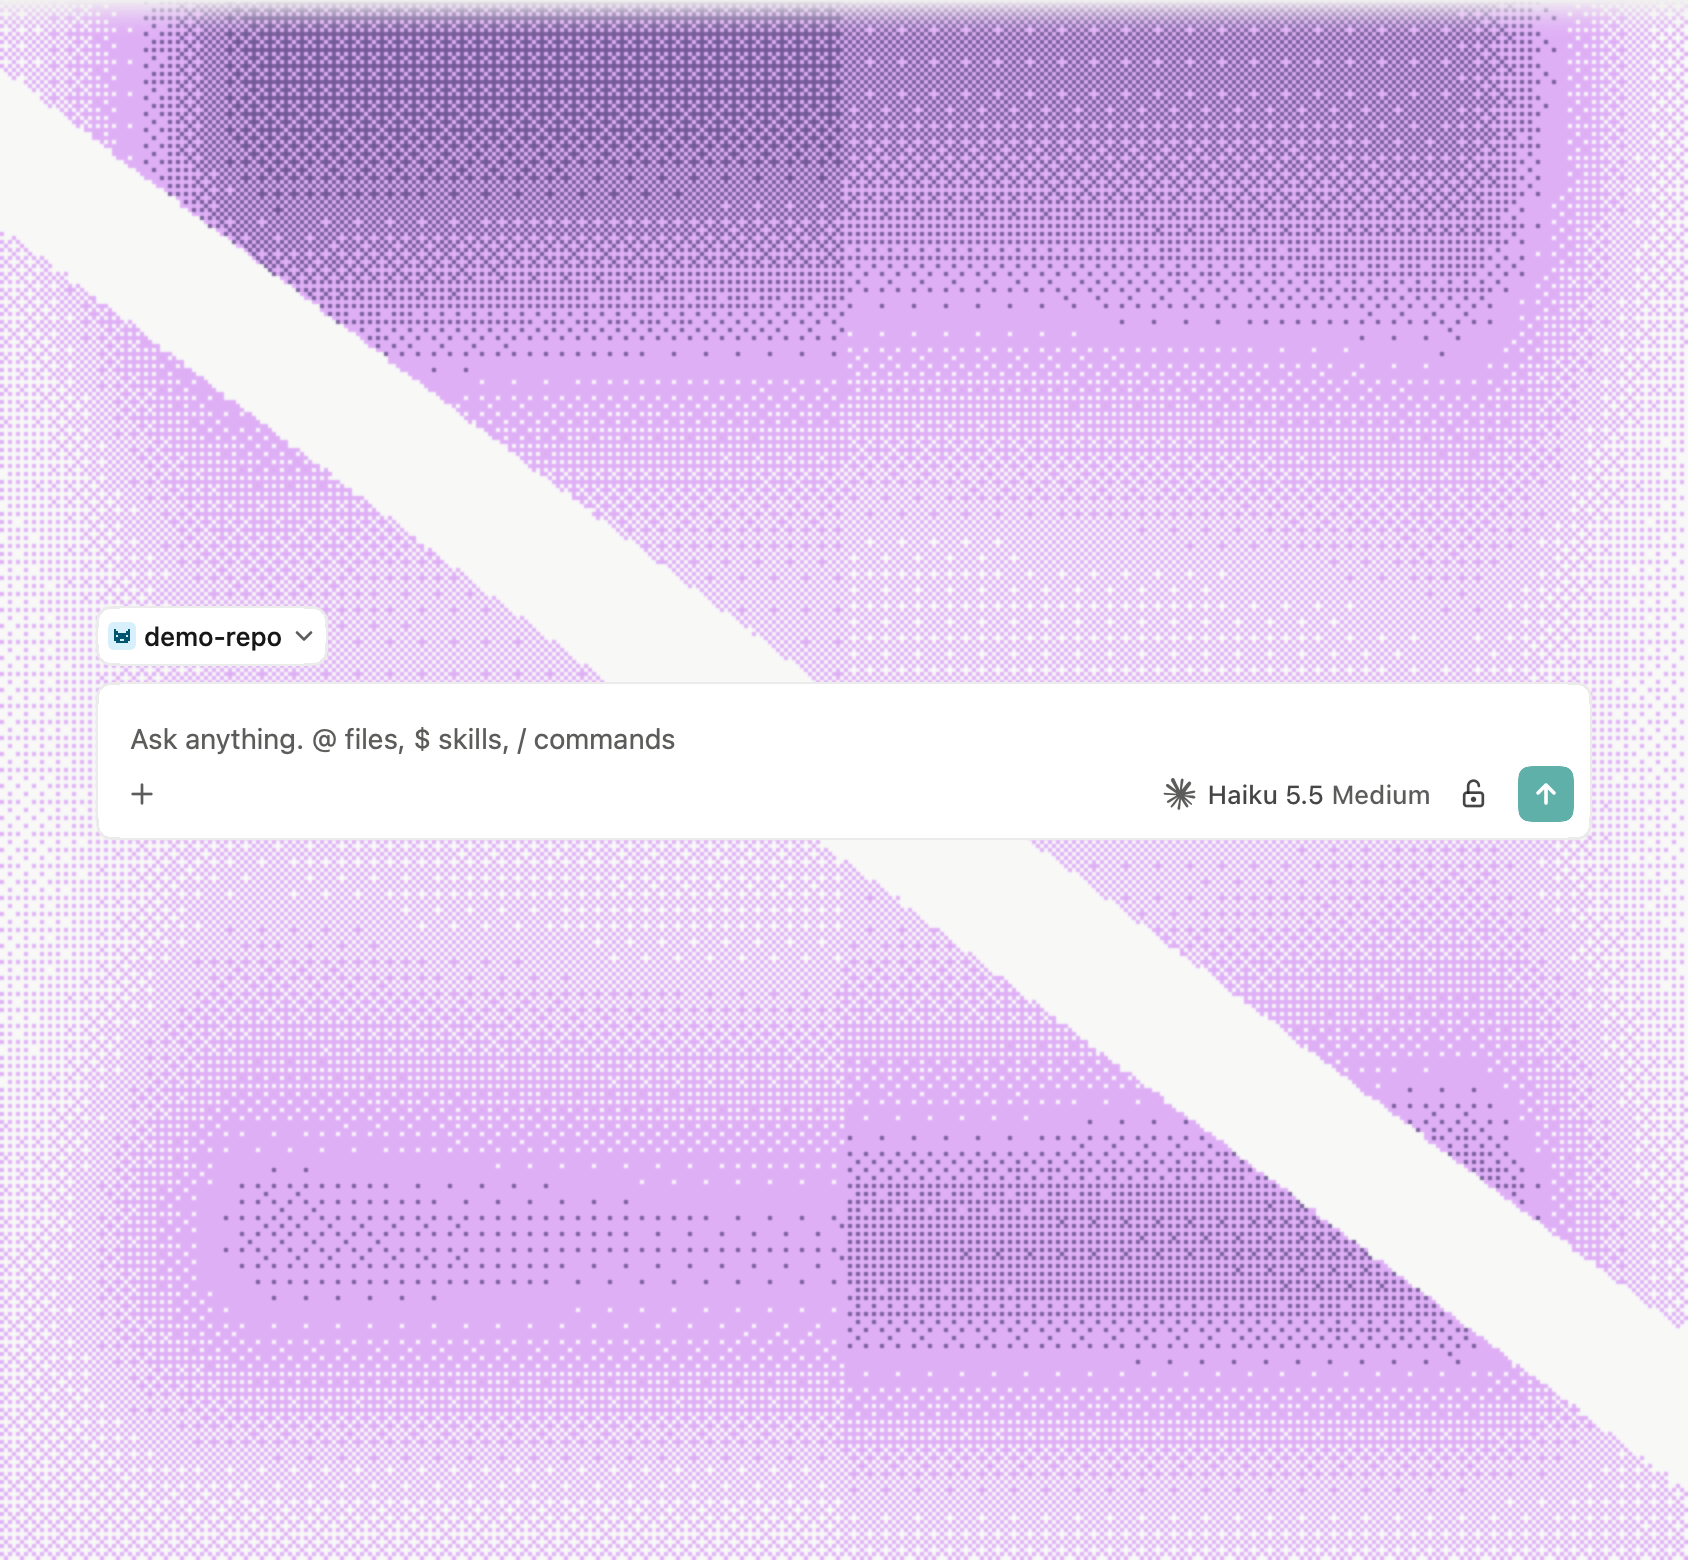 demo-repo
Ask anything. @ files, $ skills, / commands
Haiku 5.5 Medium